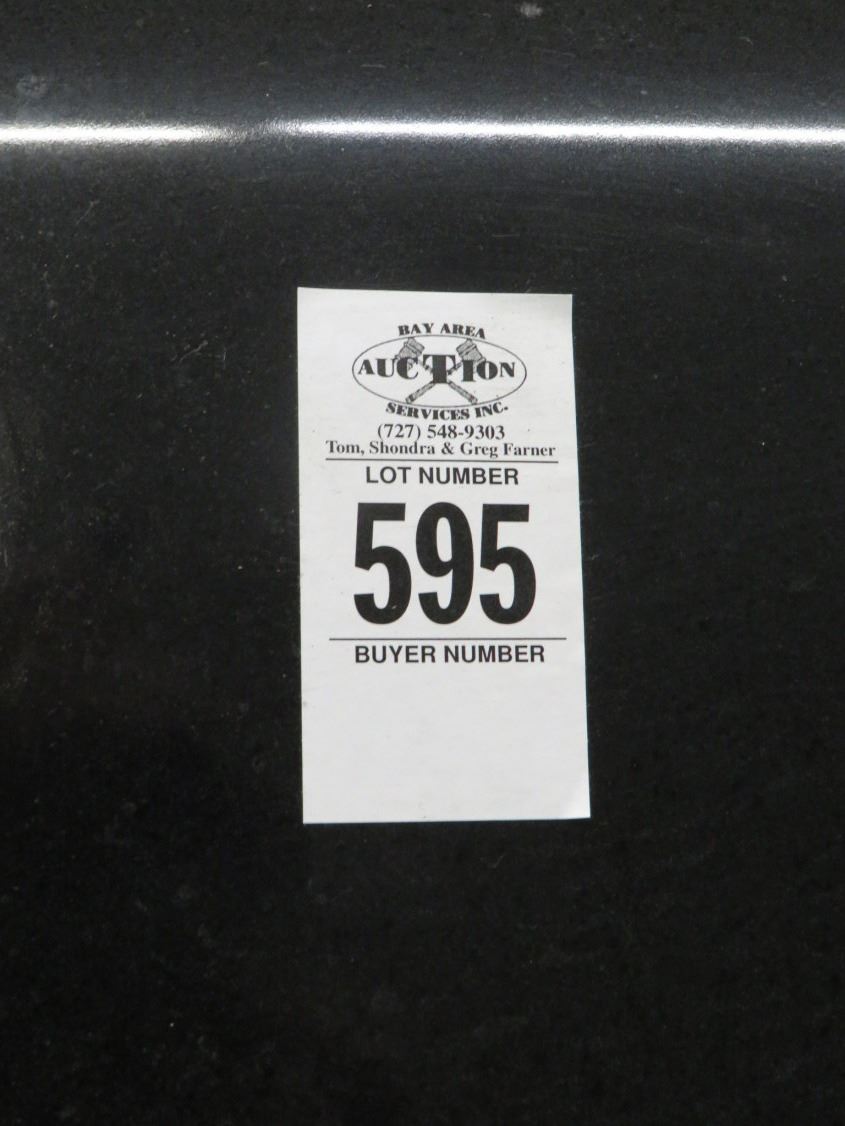 BAY AREA
AUCTION
SERVICES INC.
(727) 548-9303
Tom, Shondra & Greg Farner
LOT NUMBER
595
BUYER NUMBER